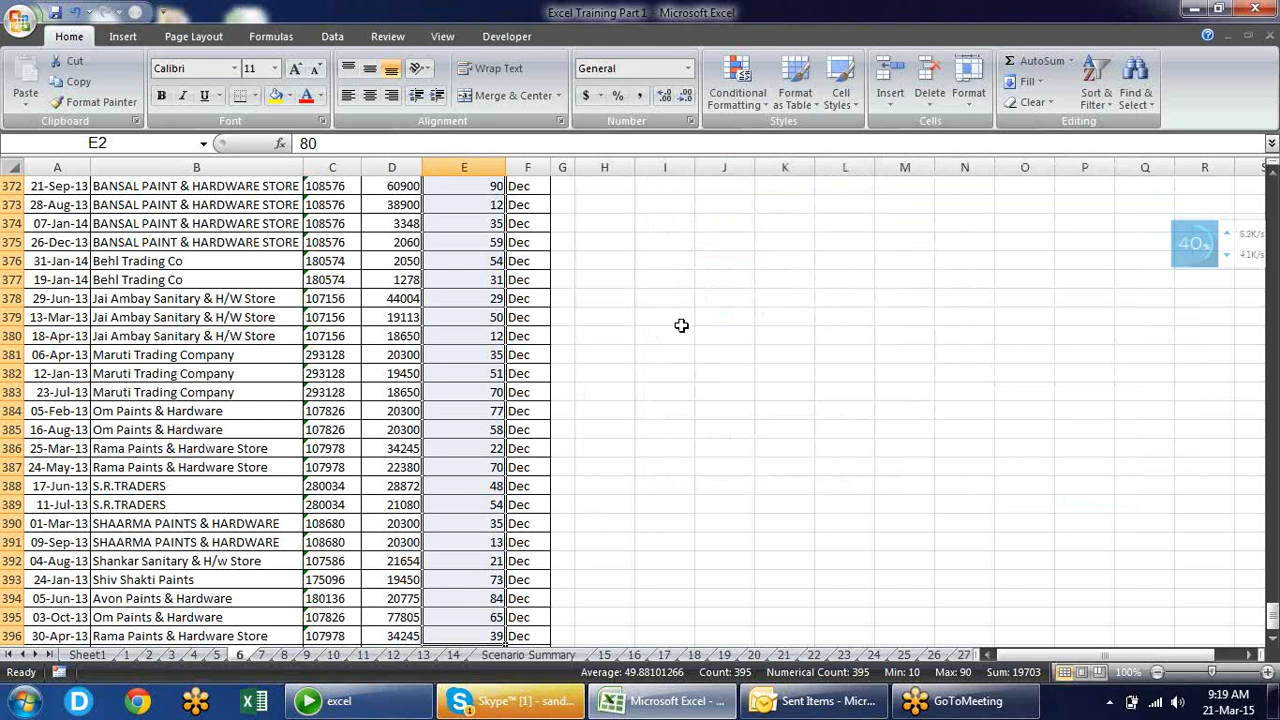 Excel Training Part 1 - Microsoft Excel
Home Insert Page Layout Formulas Data Review View Developer
Paste Cut Copy Format Painter Clipboard
Calibri 11 A A B I U A Font
Wrap Text Merge & Center Alignment
General $ % , Number
Conditional Formatting Format as Table Cell Styles Styles
Insert Delete Format Cells
Σ AutoSum Fill Clear Sort & Filter Find & Select Editing
E2 fx 80
A B C D E F G H I J K L M N O P Q R
372 21-Sep-13 BANSAL PAINT & HARDWARE STORE 108576 60900 90 Dec
373 28-Aug-13 BANSAL PAINT & HARDWARE STORE 108576 38900 12 Dec
374 07-Jan-14 BANSAL PAINT & HARDWARE STORE 108576 3348 35 Dec
375 26-Dec-13 BANSAL PAINT & HARDWARE STORE 108576 2060 59 Dec
376 31-Jan-14 Behl Trading Co 180574 2050 54 Dec
377 19-Jan-14 Behl Trading Co 180574 1278 31 Dec
378 29-Jun-13 Jai Ambay Sanitary & H/W Store 107156 44004 29 Dec
379 13-Mar-13 Jai Ambay Sanitary & H/W Store 107156 19113 50 Dec
380 18-Apr-13 Jai Ambay Sanitary & H/W Store 107156 18650 12 Dec
381 06-Apr-13 Maruti Trading Company 293128 20300 35 Dec
382 12-Jan-13 Maruti Trading Company 293128 19450 51 Dec
383 23-Jul-13 Maruti Trading Company 293128 18650 70 Dec
384 05-Feb-13 Om Paints & Hardware 107826 20300 77 Dec
385 16-Aug-13 Om Paints & Hardware 107826 20300 58 Dec
386 25-Mar-13 Rama Paints & Hardware Store 107978 34245 22 Dec
387 24-May-13 Rama Paints & Hardware Store 107978 22380 70 Dec
388 17-Jun-13 S.R.TRADERS 280034 28872 48 Dec
389 11-Jul-13 S.R.TRADERS 280034 21080 54 Dec
390 01-Mar-13 SHAARMA PAINTS & HARDWARE 108680 20300 35 Dec
391 09-Sep-13 SHAARMA PAINTS & HARDWARE 108680 20300 13 Dec
392 04-Aug-13 Shankar Sanitary & H/w Store 107586 21654 21 Dec
393 24-Jan-13 Shiv Shakti Paints 175096 19450 73 Dec
394 05-Jun-13 Avon Paints & Hardware 180136 20775 84 Dec
395 03-Oct-13 Om Paints & Hardware 107826 77805 65 Dec
396 30-Apr-13 Rama Paints & Hardware Store 107978 34245 39 Dec
40%
Sheet1 1 2 3 4 5 6 7 8 9 10 11 12 13 14 Scenario Summary 15 16 17 18 19 20 21 22 23 24 25 26 27
Ready Average: 49.88101266 Count: 395 Numerical Count: 395 Min: 10 Max: 90 Sum: 19703 100%
D excel Skype™ [1] - sand... Microsoft Excel - ... Sent Items - Micr... GoToMeeting
9:19 AM
21-Mar-15